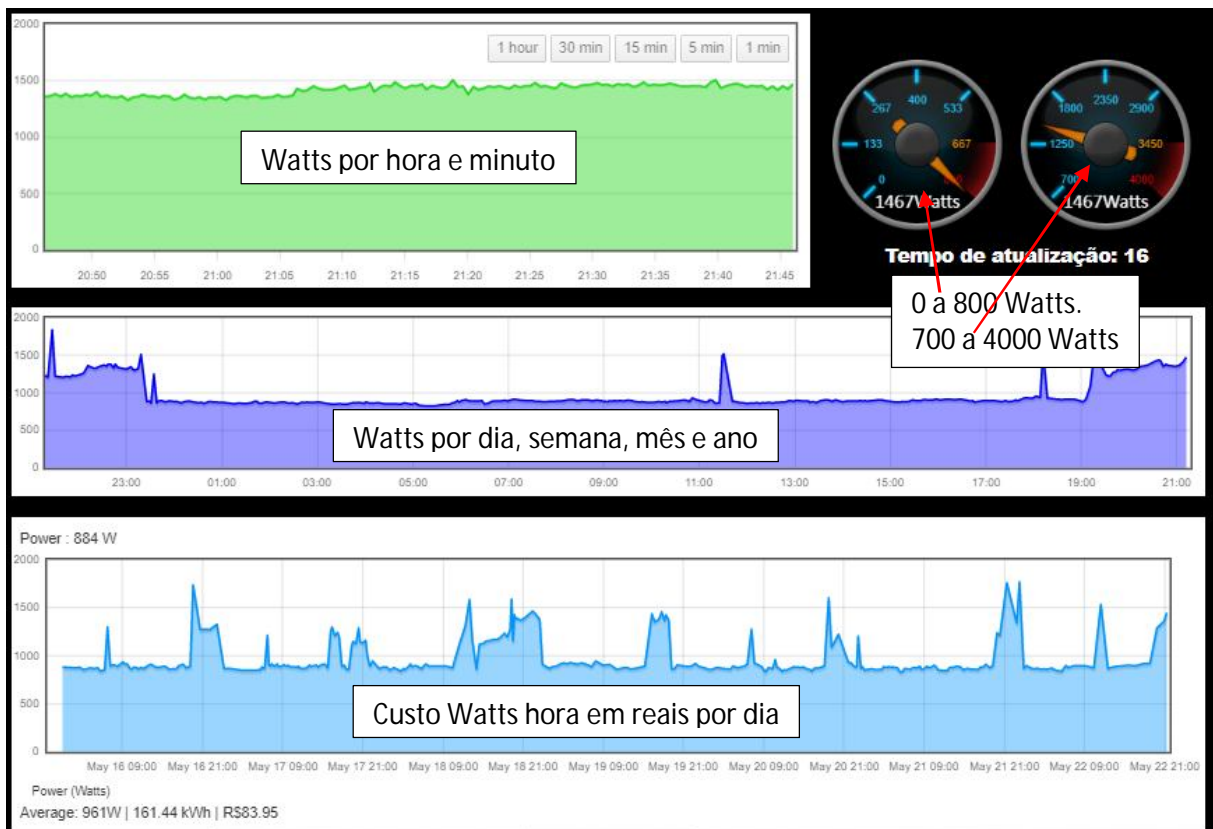 2000
1 hour 30 min 15 min 5 min 1 min
1500
1000
500
0
Watts por hora e minuto
20:50 20:55 21:00 21:05 21:10 21:15 21:20 21:25 21:30 21:35 21:40 21:45
0 133 267 400 533 667
1467Watts
700 1250 1800 2350 2900 3450 4000
1467Watts
Tempo de atualização: 16
0 a 800 Watts.
700 a 4000 Watts
2000
1500
1000
500
0
Watts por dia, semana, mês e ano
23:00 01:00 03:00 05:00 07:00 09:00 11:00 13:00 15:00 17:00 19:00 21:00
Power : 884 W
2000
1500
1000
500
0
Custo Watts hora em reais por dia
May 16 09:00 May 16 21:00 May 17 09:00 May 17 21:00 May 18 09:00 May 18 21:00 May 19 09:00 May 19 21:00 May 20 09:00 May 20 21:00 May 21 09:00 May 21 21:00 May 22 09:00 May 22 21:00
Power (Watts)
Average: 961W | 161.44 kWh | R$83.95